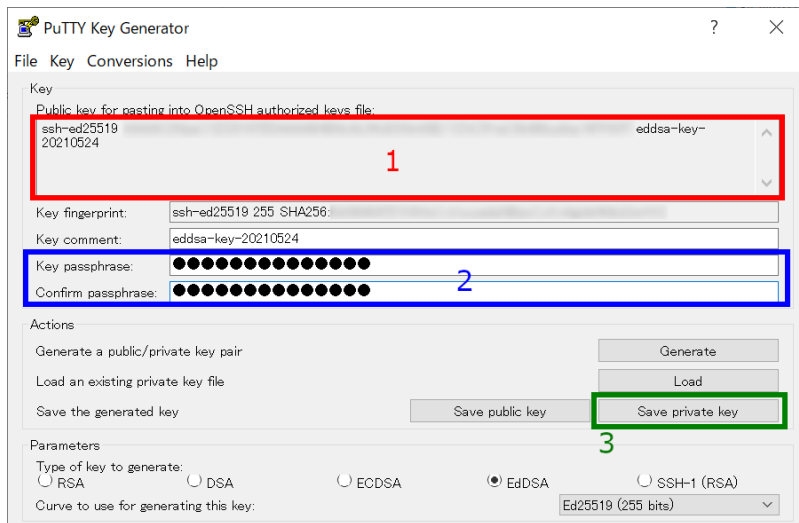 PuTTY Key Generator
File Key Conversions Help
Key
Public key for pasting into OpenSSH authorized_keys file:
ssh-ed25519 eddsa-key-
20210524
1
Key fingerprint: ssh-ed25519 255 SHA256:
Key comment: eddsa-key-20210524
Key passphrase: ●●●●●●●●●●●●●●
Confirm passphrase: ●●●●●●●●●●●●●●
2
Actions
Generate a public/private key pair Generate
Load an existing private key file Load
Save the generated key Save public key Save private key
3
Parameters
Type of key to generate:
RSA DSA ECDSA EdDSA SSH-1 (RSA)
Curve to use for generating this key: Ed25519 (255 bits)